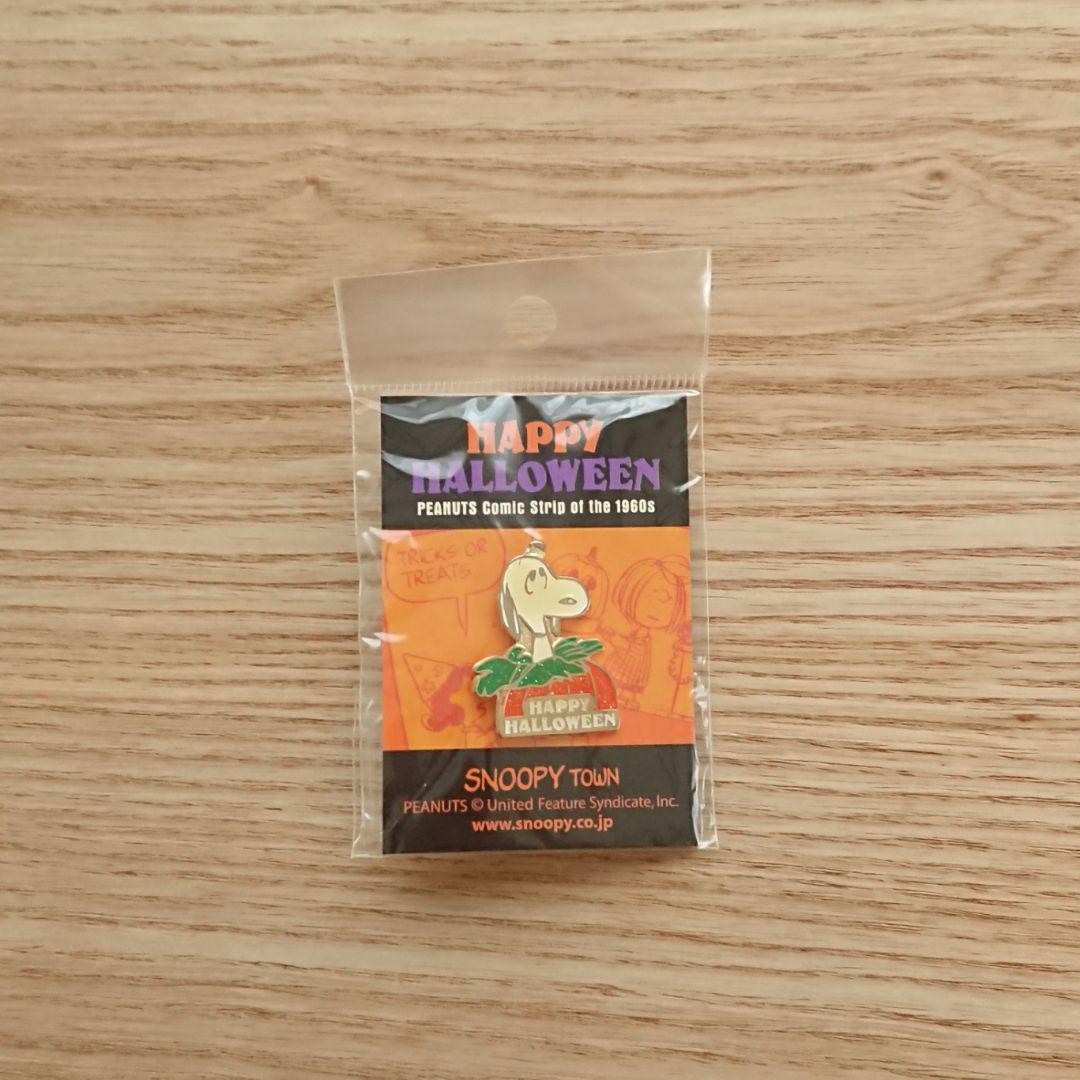 HAPPY
HALLOWEEN
PEANUTS Comic Strip of the 1960s
TRICKS OR
TREATS
HAPPY
HALLOWEEN
SNOOPY TOWN
PEANUTS © United Feature Syndicate, Inc.
www.snoopy.co.jp